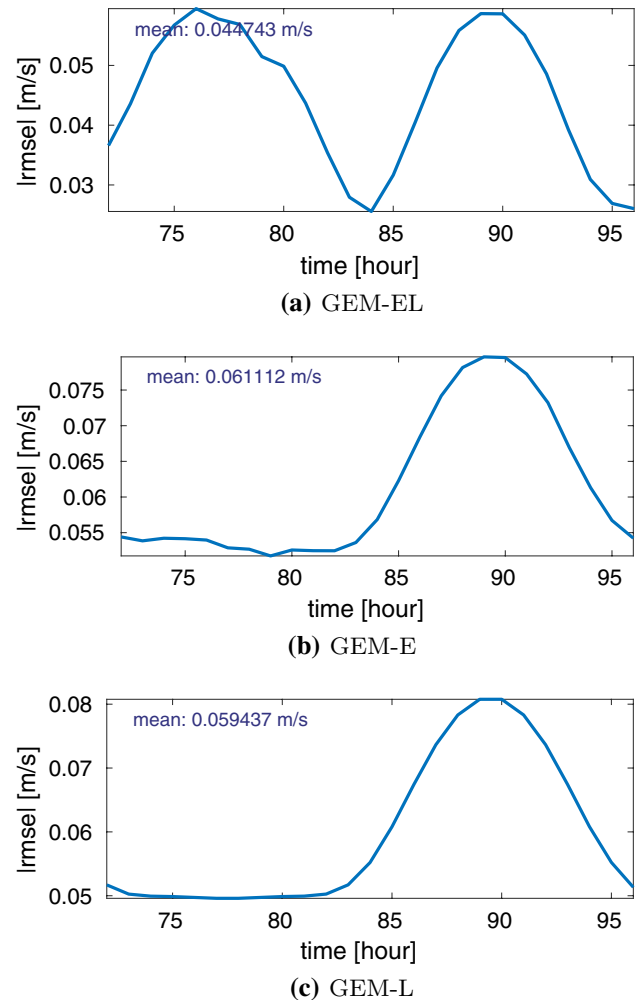 mean: 0.044743 m/s
0.05
0.04
0.03
|rmse| [m/s]
75 80 85 90 95
time [hour]
(a) GEM-EL
mean: 0.061112 m/s
0.075
0.07
0.065
0.06
0.055
|rmse| [m/s]
75 80 85 90 95
time [hour]
(b) GEM-E
mean: 0.059437 m/s
0.08
0.07
0.06
0.05
|rmse| [m/s]
75 80 85 90 95
time [hour]
(c) GEM-L